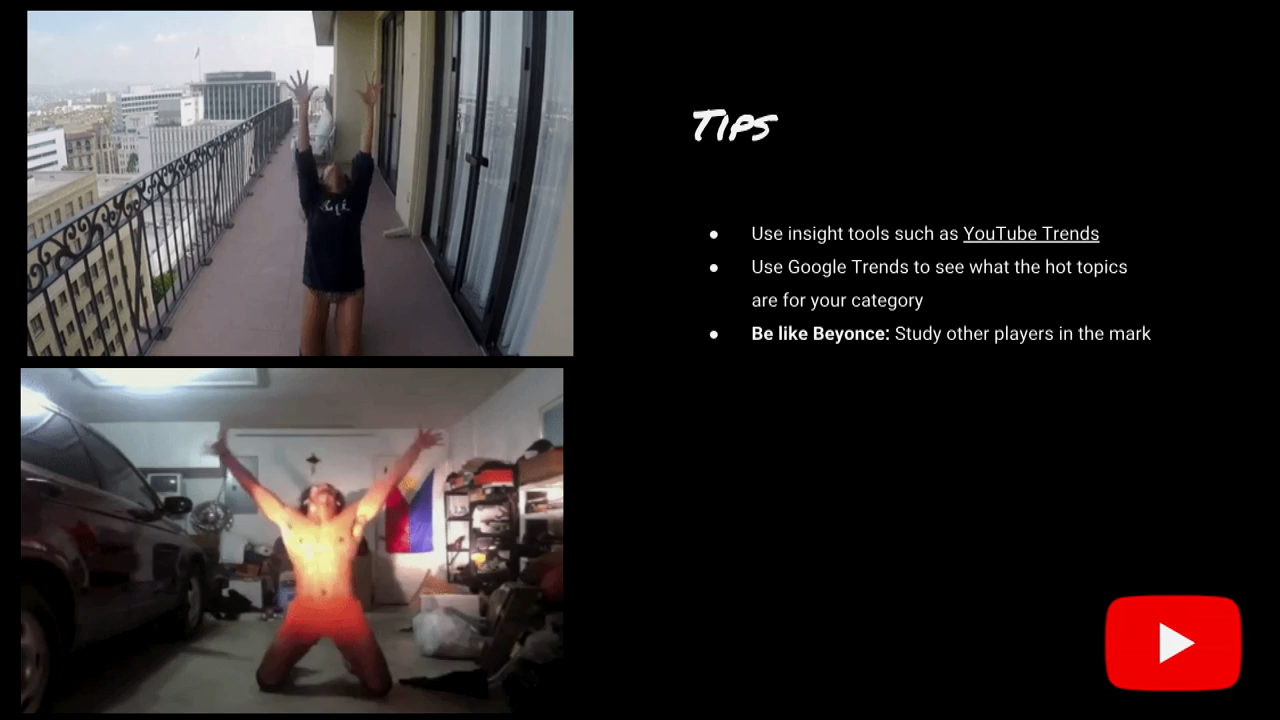 Tips
● Use insight tools such as YouTube Trends
● Use Google Trends to see what the hot topics
are for your category
● Be like Beyonce: Study other players in the mark